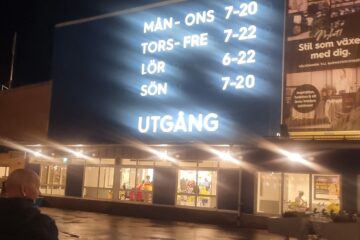 MÅN-ONS 7-20
TORS-FRE 7-22
LÖR 6-22
SÖN 7-20
UTGÅNG
Nyhet!
Stil som växer
med dig.